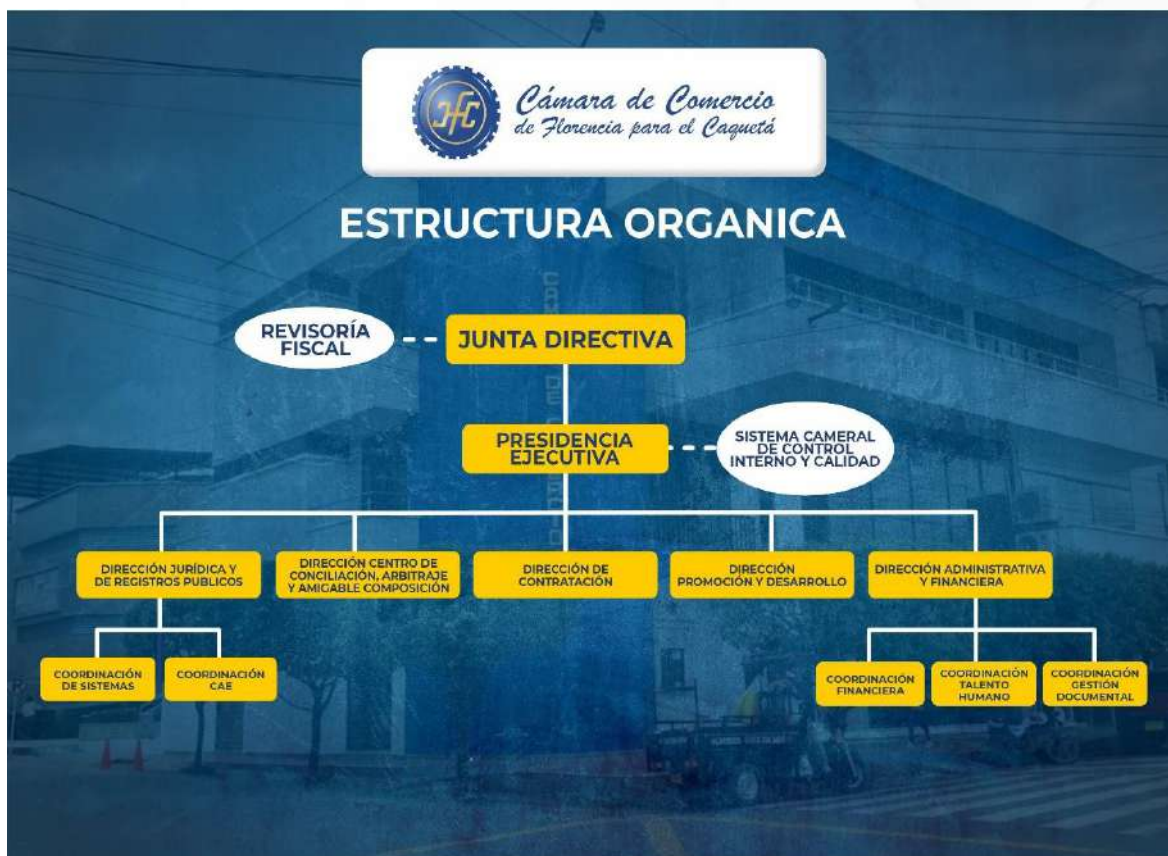 Cámara de Comercio
de Florencia para el Caquetá
ESTRUCTURA ORGANICA
REVISORÍA
FISCAL
JUNTA DIRECTIVA
PRESIDENCIA
EJECUTIVA
SISTEMA CAMERAL
DE CONTROL
INTERNO Y CALIDAD
DIRECCIÓN JURÍDICA Y
DE REGISTROS PUBLICOS
DIRECCIÓN CENTRO DE
CONCILIACIÓN, ARBITRAJE
Y AMIGABLE COMPOSICIÓN
DIRECCIÓN DE
CONTRATACIÓN
DIRECCIÓN
PROMOCIÓN Y DESARROLLO
DIRECCIÓN ADMINISTRATIVA
Y FINANCIERA
COORDINACIÓN
DE SISTEMAS
COORDINACIÓN
CAE
COORDINACIÓN
FINANCIERA
COORDINACIÓN
TALENTO
HUMANO
COORDINACIÓN
GESTIÓN
DOCUMENTAL